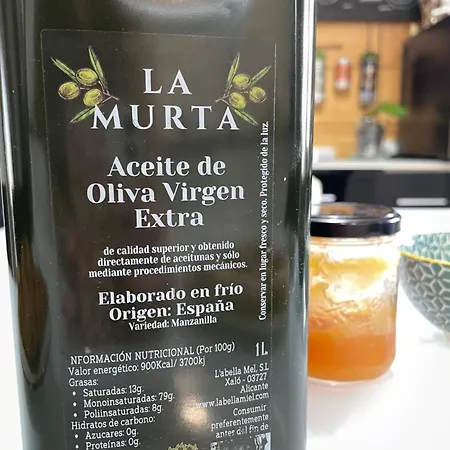 LA
MURTA
Aceite de
Oliva Virgen
Extra
de calidad superior y obtenido
directamente de aceitunas y sólo
mediante procedimientos mecánicos.
Elaborado en frío
Origen: España
Variedad: Manzanilla
Conservar en lugar fresco y seco. Protegido de la luz.
1L
NFORMACIÓN NUTRICIONAL (Por 100g)
Valor energético: 900Kcal/ 3700kj
Grasas:
• Saturadas: 13g.
• Monoinsaturadas: 79g.
• Poliinsaturadas: 8g.
Hidratos de carbono:
• Azucares: 0g.
• Proteínas: 0g.
L'abella Mel, S.L
Xaló - 03727
Alicante
www.labellamiel.com
Consumir
preferentemente
antes del fin de